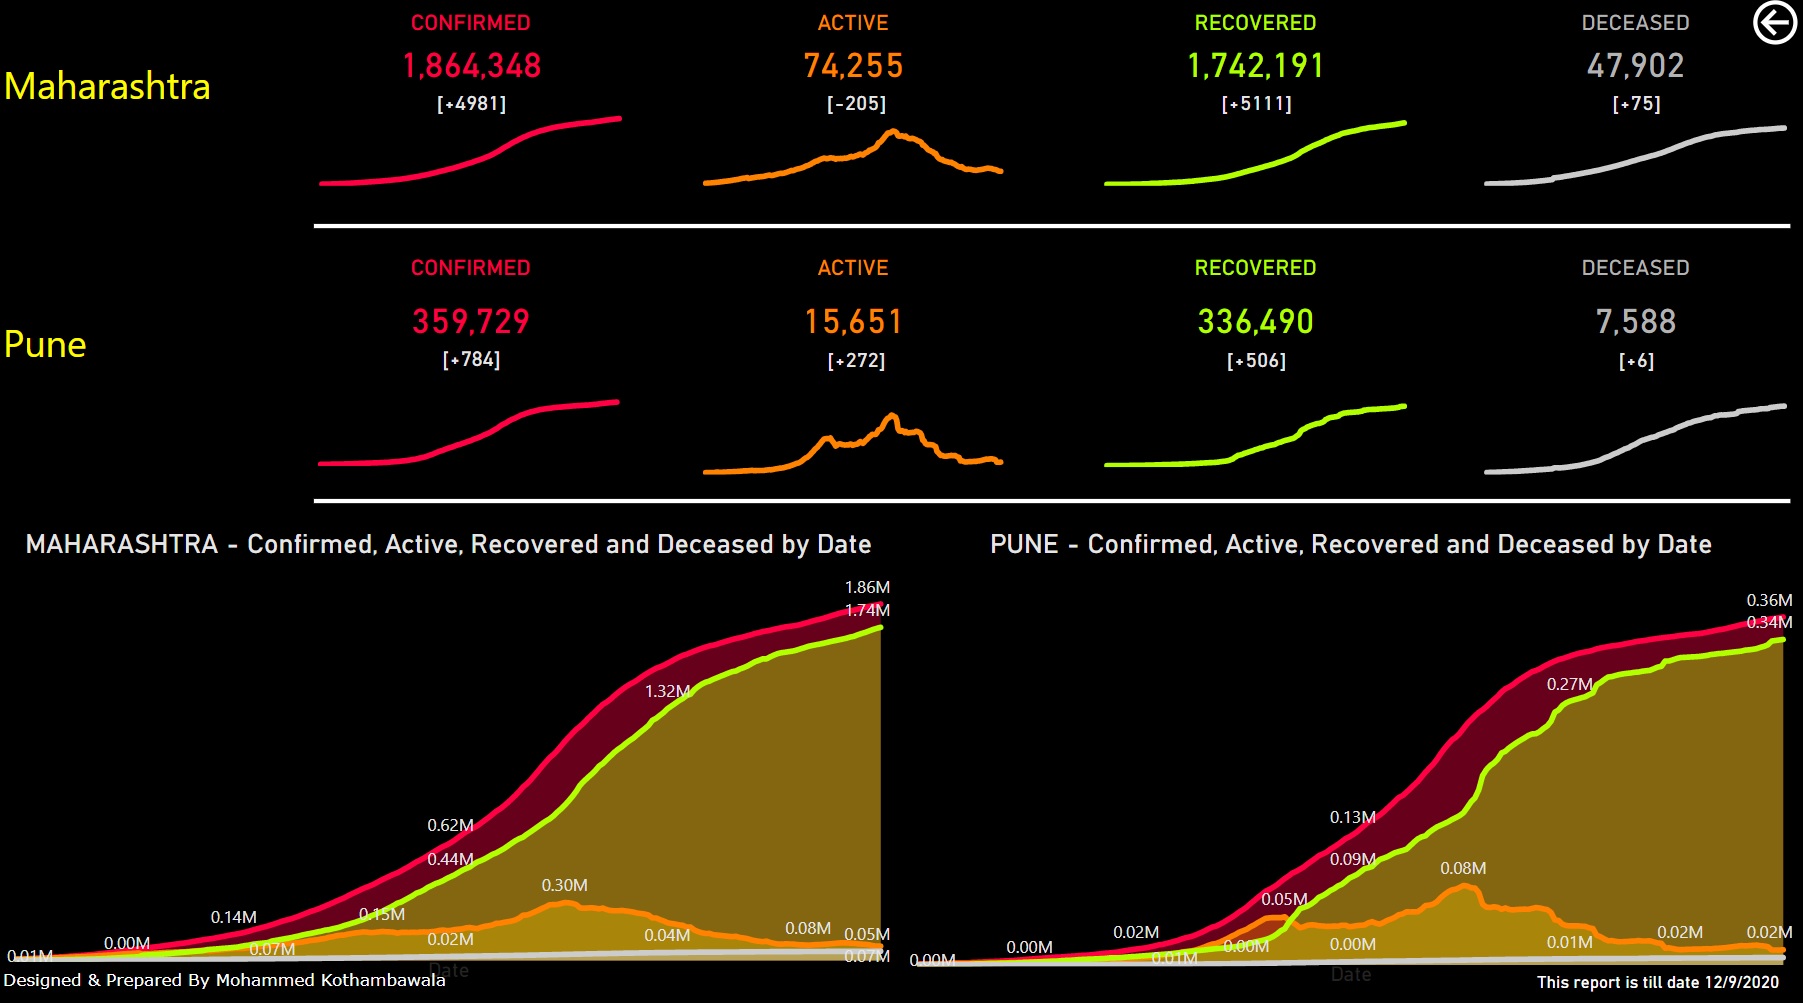 CONFIRMED ACTIVE RECOVERED DECEASED
Maharashtra 1,864,348 74,255 1,742,191 47,902
[+4981] [-205] [+5111] [+75]
CONFIRMED ACTIVE RECOVERED DECEASED
Pune 359,729 15,651 336,490 7,588
[+784] [+272] [+506] [+6]
MAHARASHTRA - Confirmed, Active, Recovered and Deceased by Date
1.86M
1.74M
1.32M
0.62M
0.44M
0.30M
0.14M 0.15M
0.01M 0.00M 0.07M 0.02M 0.04M 0.08M 0.05M
0.07M
Date
Designed & Prepared By Mohammed Kothambawala
PUNE - Confirmed, Active, Recovered and Deceased by Date
0.36M
0.34M
0.27M
0.13M
0.09M
0.08M
0.05M
0.00M 0.02M 0.00M 0.00M 0.01M 0.02M 0.02M
0.00M 0.01M
Date
This report is till date 12/9/2020